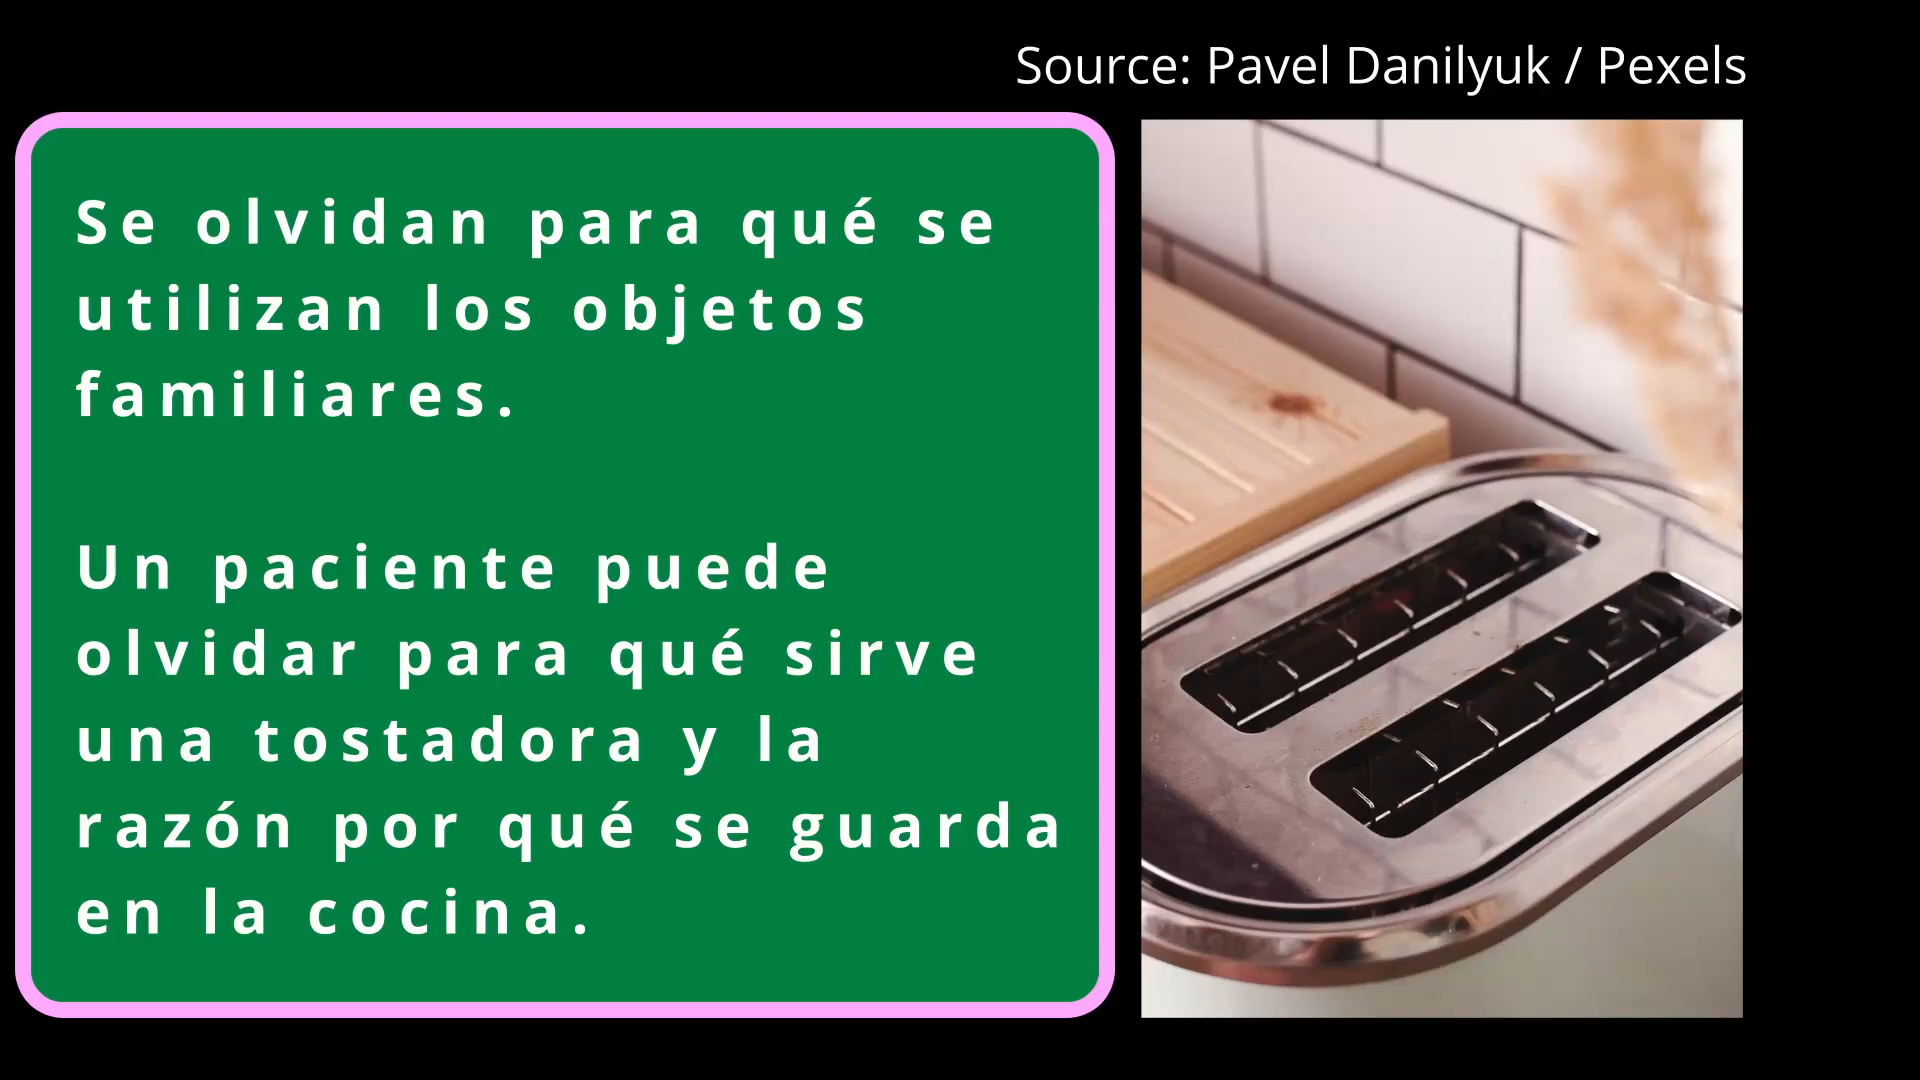 Source: Pavel Danilyuk / Pexels
Se olvidan para qué se
utilizan los objetos
familiares.
Un paciente puede
olvidar para qué sirve
una tostadora y la
razón por qué se guarda
en la cocina.